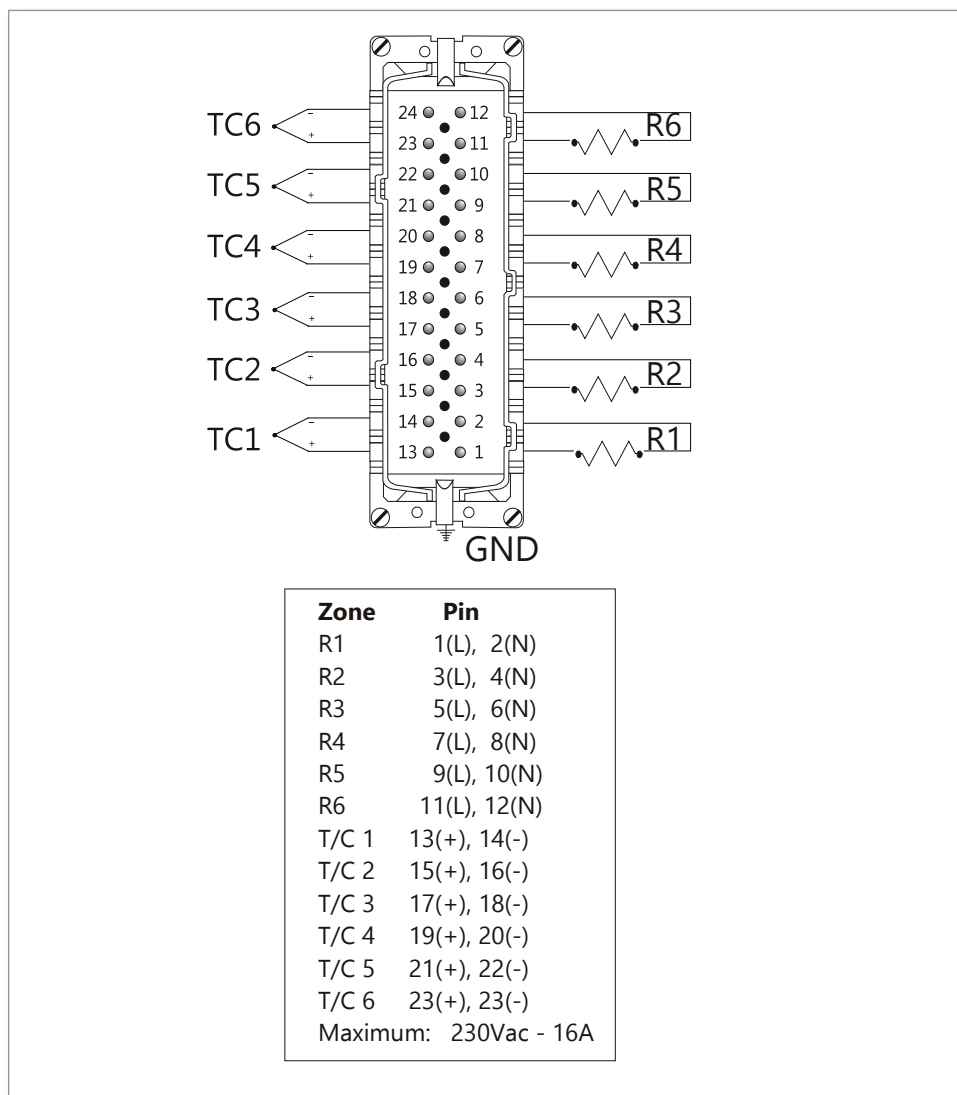 TC6 - + 24 12 R6
23 11
TC5 - + 22 10 R5
21 9
TC4 - + 20 8 R4
19 7
TC3 - + 18 6 R3
17 5
TC2 - + 16 4 R2
15 3
TC1 - + 14 2 R1
13 1
GND
Zone Pin
R1 1(L), 2(N)
R2 3(L), 4(N)
R3 5(L), 6(N)
R4 7(L), 8(N)
R5 9(L), 10(N)
R6 11(L), 12(N)
T/C 1 13(+), 14(-)
T/C 2 15(+), 16(-)
T/C 3 17(+), 18(-)
T/C 4 19(+), 20(-)
T/C 5 21(+), 22(-)
T/C 6 23(+), 23(-)
Maximum: 230Vac - 16A